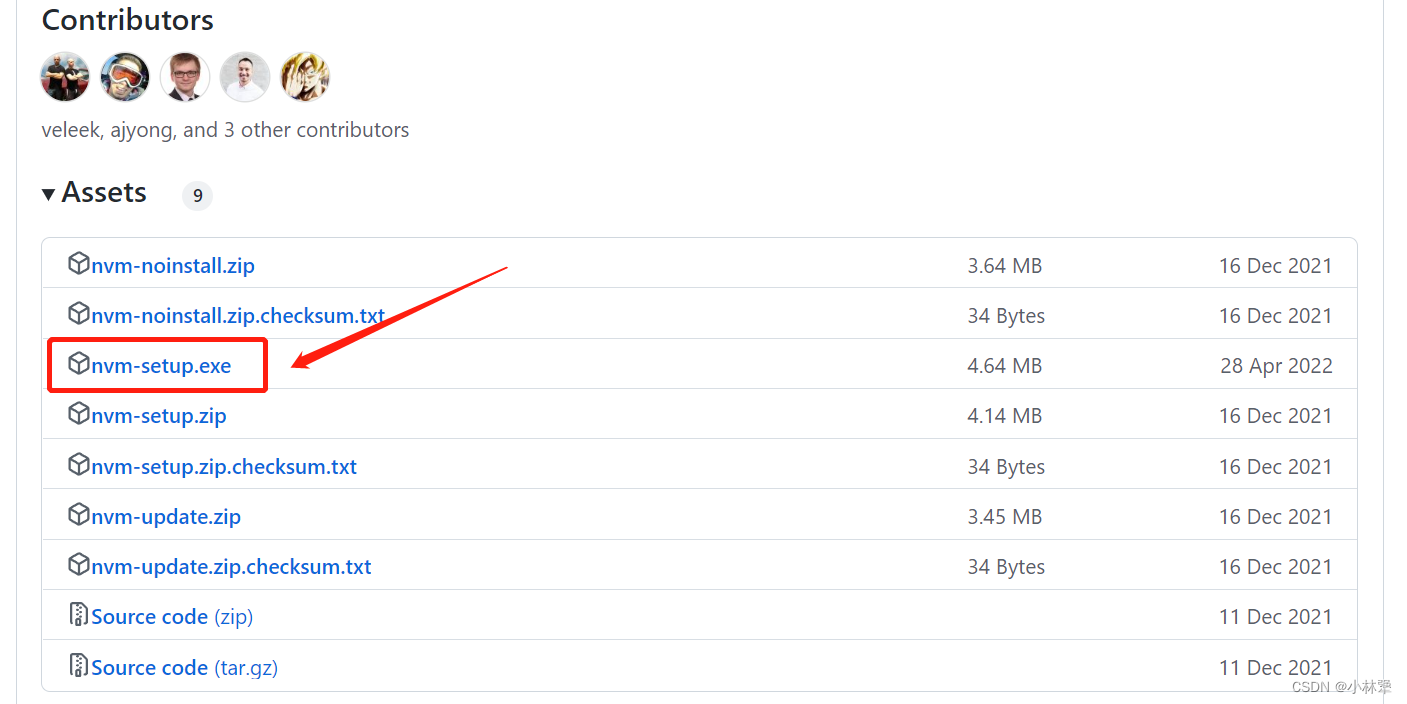 Contributors
veleek, ajyong, and 3 other contributors
Assets 9
nvm-noinstall.zip 3.64 MB 16 Dec 2021
nvm-noinstall.zip.checksum.txt 34 Bytes 16 Dec 2021
nvm-setup.exe 4.64 MB 28 Apr 2022
nvm-setup.zip 4.14 MB 16 Dec 2021
nvm-setup.zip.checksum.txt 34 Bytes 16 Dec 2021
nvm-update.zip 3.45 MB 16 Dec 2021
nvm-update.zip.checksum.txt 34 Bytes 16 Dec 2021
Source code (zip) 11 Dec 2021
Source code (tar.gz) 11 Dec 2021
CSDN @小林犟